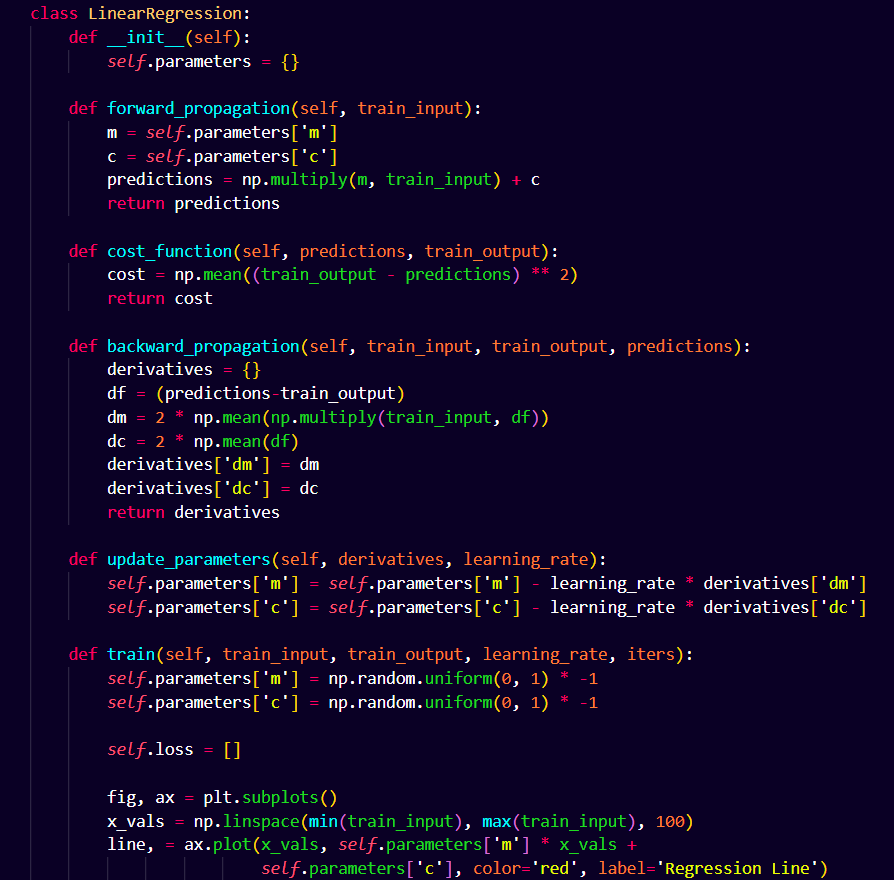 class LinearRegression:
    def __init__(self):
        self.parameters = {}

    def forward_propagation(self, train_input):
        m = self.parameters['m']
        c = self.parameters['c']
        predictions = np.multiply(m, train_input) + c
        return predictions

    def cost_function(self, predictions, train_output):
        cost = np.mean((train_output - predictions) ** 2)
        return cost

    def backward_propagation(self, train_input, train_output, predictions):
        derivatives = {}
        df = (predictions-train_output)
        dm = 2 * np.mean(np.multiply(train_input, df))
        dc = 2 * np.mean(df)
        derivatives['dm'] = dm
        derivatives['dc'] = dc
        return derivatives

    def update_parameters(self, derivatives, learning_rate):
        self.parameters['m'] = self.parameters['m'] - learning_rate * derivatives['dm']
        self.parameters['c'] = self.parameters['c'] - learning_rate * derivatives['dc']

    def train(self, train_input, train_output, learning_rate, iters):
        self.parameters['m'] = np.random.uniform(0, 1) * -1
        self.parameters['c'] = np.random.uniform(0, 1) * -1

        self.loss = []

        fig, ax = plt.subplots()
        x_vals = np.linspace(min(train_input), max(train_input), 100)
        line, = ax.plot(x_vals, self.parameters['m'] * x_vals +
                        self.parameters['c'], color='red', label='Regression Line')